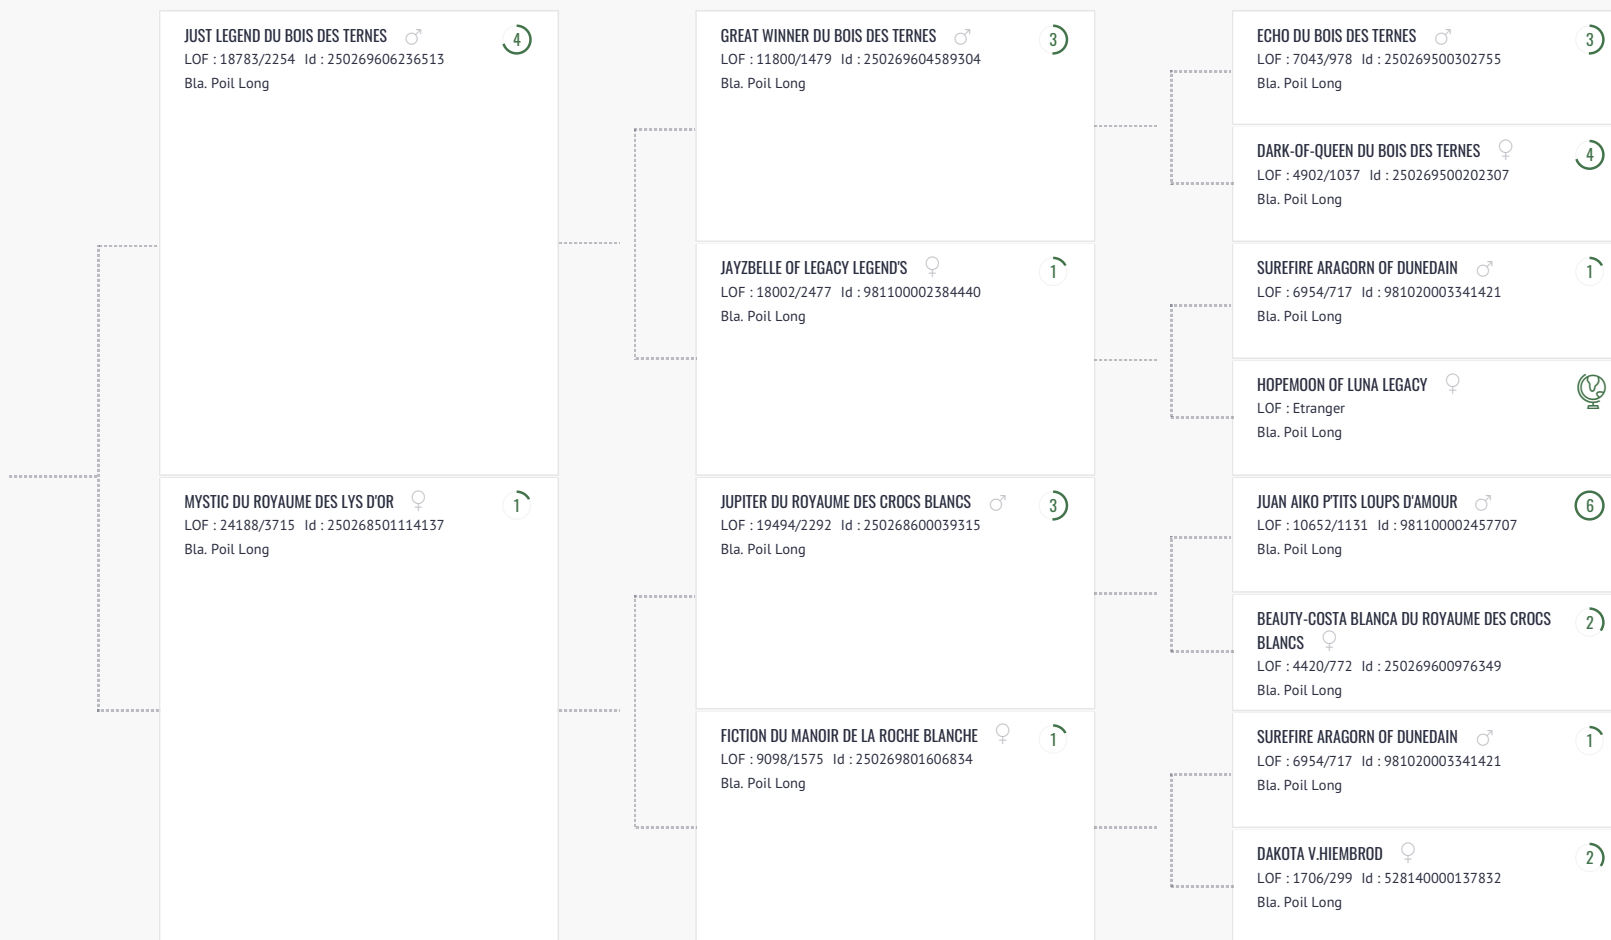 JUST LEGEND DU BOIS DES TERNES
4
LOF : 18783/2254 Id : 250269606236513
Bla. Poil Long
MYSTIC DU ROYAUME DES LYS D'OR
1
LOF : 24188/3715 Id : 250268501114137
Bla. Poil Long
GREAT WINNER DU BOIS DES TERNES
3
LOF : 11800/1479 Id : 250269604589304
Bla. Poil Long
JAYZBELLE OF LEGACY LEGEND'S
1
LOF : 18002/2477 Id : 981100002384440
Bla. Poil Long
JUPITER DU ROYAUME DES CROCS BLANCS
3
LOF : 19494/2292 Id : 250268600039315
Bla. Poil Long
FICTION DU MANOIR DE LA ROCHE BLANCHE
1
LOF : 9098/1575 Id : 250269801606834
Bla. Poil Long
ECHO DU BOIS DES TERNES
3
LOF : 7043/978 Id : 250269500302755
Bla. Poil Long
DARK-OF-QUEEN DU BOIS DES TERNES
4
LOF : 4902/1037 Id : 250269500202307
Bla. Poil Long
SUREFIRE ARAGORN OF DUNEDAIN
1
LOF : 6954/717 Id : 981020003341421
Bla. Poil Long
HOPEMOON OF LUNA LEGACY
LOF : Etranger
Bla. Poil Long
JUAN AIKO P'TITS LOUPS D'AMOUR
6
LOF : 10652/1131 Id : 981100002457707
Bla. Poil Long
BEAUTY-COSTA BLANCA DU ROYAUME DES CROCS
BLANCS
2
LOF : 4420/772 Id : 250269600976349
Bla. Poil Long
SUREFIRE ARAGORN OF DUNEDAIN
1
LOF : 6954/717 Id : 981020003341421
Bla. Poil Long
DAKOTA V.HIEMBROD
2
LOF : 1706/299 Id : 528140000137832
Bla. Poil Long